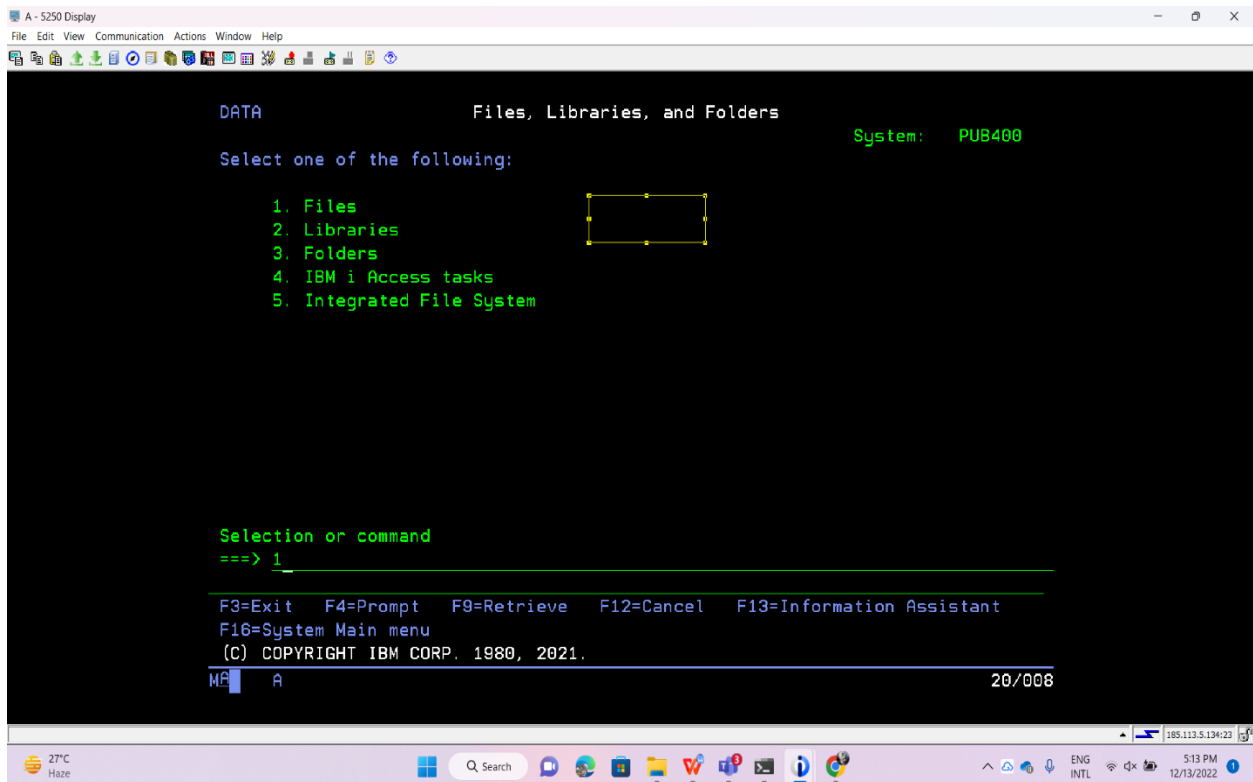 A - 5250 Display
File Edit View Communication Actions Window Help
DATA Files, Libraries, and Folders
System: PUB400
Select one of the following:
1. Files
2. Libraries
3. Folders
4. IBM i Access tasks
5. Integrated File System
Selection or command
===> 1
F3=Exit F4=Prompt F9=Retrieve F12=Cancel F13=Information Assistant
F16=System Main menu
(C) COPYRIGHT IBM CORP. 1980, 2021.
MA A 20/008
185.113.5.134:23
27°C
Haze
Search
3
ENG
INTL
5:13 PM
12/13/2022
1